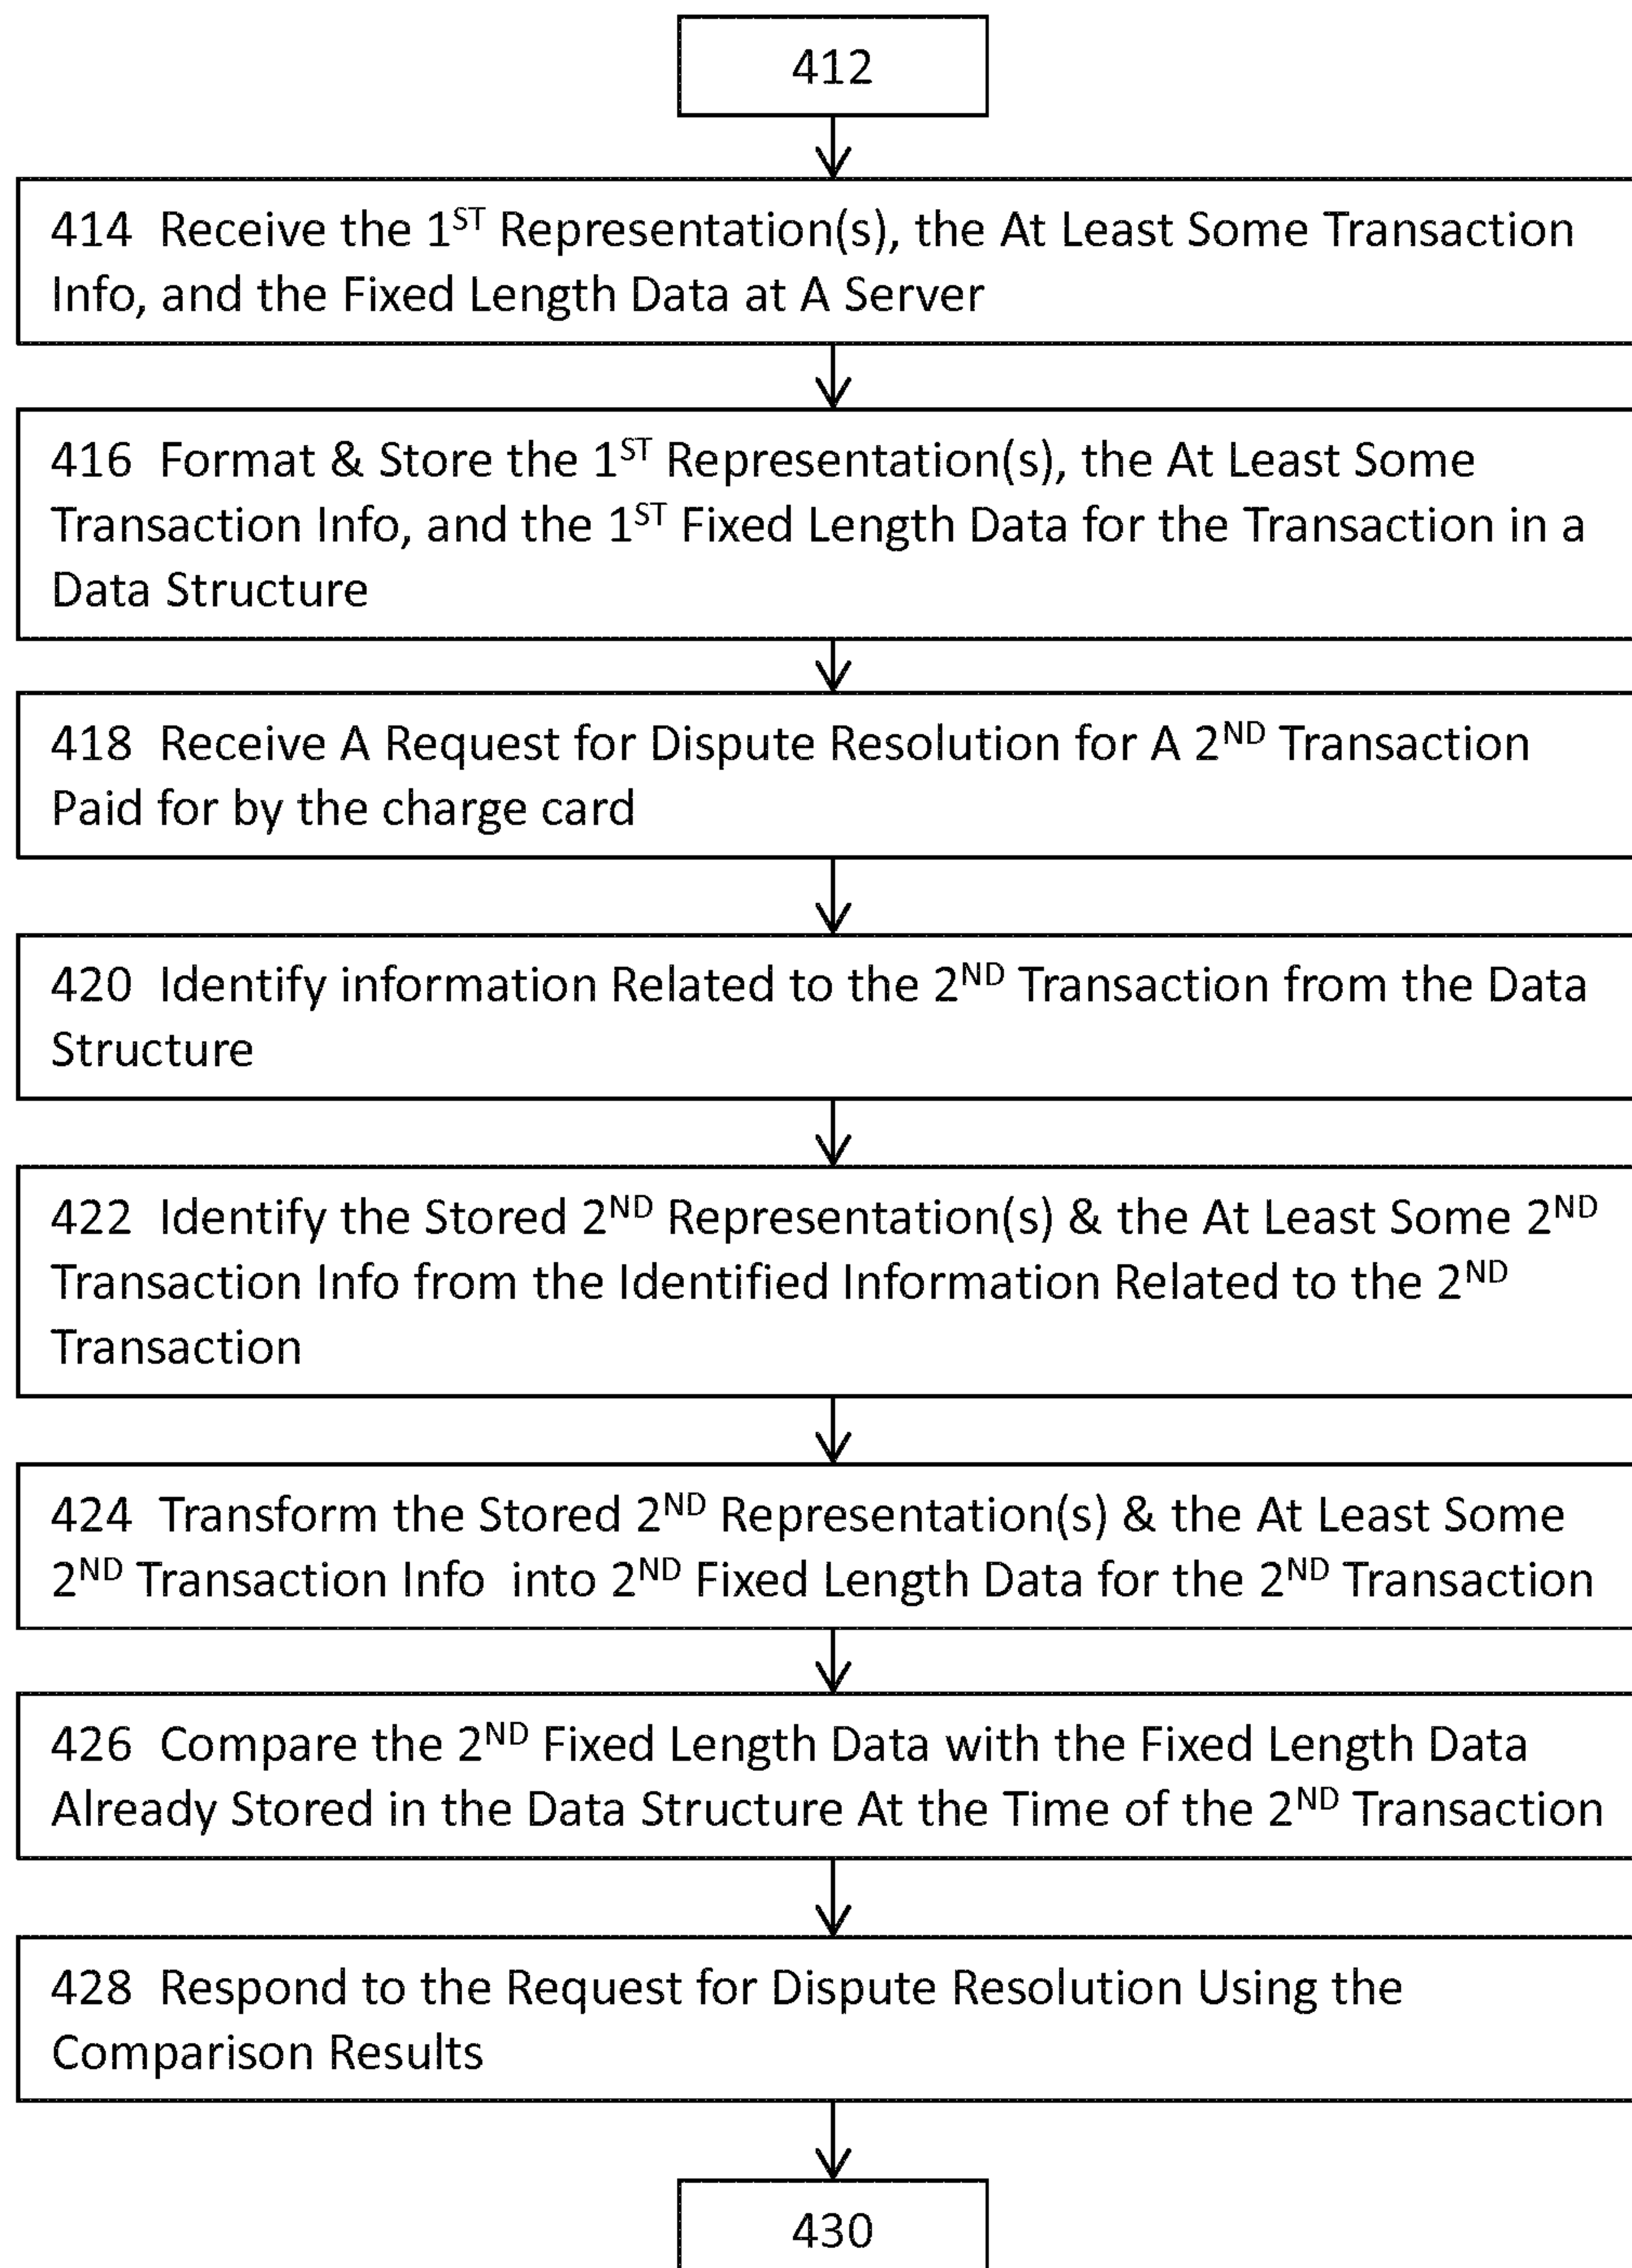 412
414 Receive the 1ST Representation(s), the At Least Some Transaction
Info, and the Fixed Length Data at A Server
416 Format & Store the 1ST Representation(s), the At Least Some
Transaction Info, and the 1ST Fixed Length Data for the Transaction in a
Data Structure
418 Receive A Request for Dispute Resolution for A 2ND Transaction
Paid for by the charge card
420 Identify information Related to the 2ND Transaction from the Data
Structure
422 Identify the Stored 2ND Representation(s) & the At Least Some 2ND
Transaction Info from the Identified Information Related to the 2ND
Transaction
424 Transform the Stored 2ND Representation(s) & the At Least Some
2ND Transaction Info into 2ND Fixed Length Data for the 2ND Transaction
426 Compare the 2ND Fixed Length Data with the Fixed Length Data
Already Stored in the Data Structure At the Time of the 2ND Transaction
428 Respond to the Request for Dispute Resolution Using the
Comparison Results
430